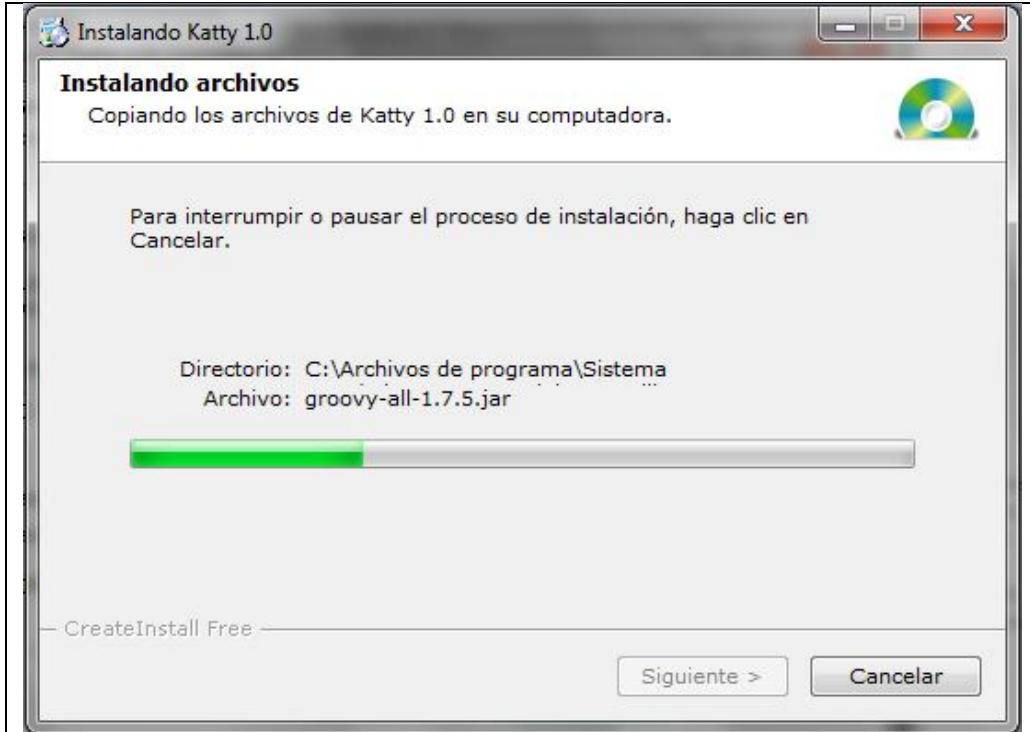 Instalando Katty 1.0
Instalando archivos
Copiando los archivos de Katty 1.0 en su computadora.
Para interrumpir o pausar el proceso de instalación, haga clic en
Cancelar.
Directorio: C:\Archivos de programa\Sistema
Archivo: groovy-all-1.7.5.jar
CreateInstall Free
Siguiente >
Cancelar